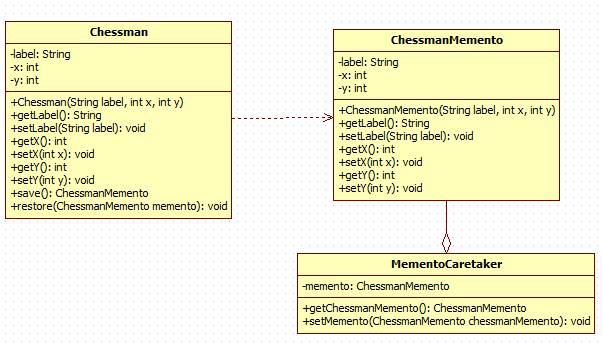 Chessman
-label: String
-x: int
-y: int
+Chessman(String label, int x, int y)
+getLabel(): String
+setLabel(String label): void
+getX(): int
+setX(int x): void
+getY(): int
+setY(int y): void
+save(): ChessmanMemento
+restore(ChessmanMemento memento): void
ChessmanMemento
-label: String
-x: int
-y: int
+ChessmanMemento(String label, int x, int y)
+getLabel(): String
+setLabel(String label): void
+getX(): int
+setX(int x): void
+getY(): int
+setY(int y): void
MementoCaretaker
-memento: ChessmanMemento
+getChessmanMemento(): ChessmanMemento
+setMemento(ChessmanMemento chessmanMemento): void